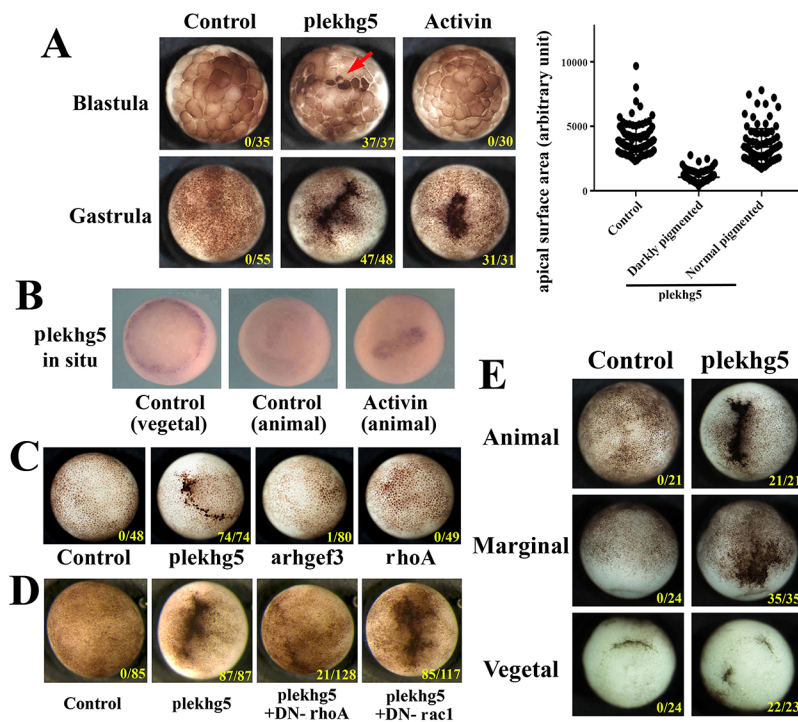 A
Control plekhg5 Activin
Blastula
0/35 37/37 0/30
Gastrula
0/55 47/48 31/31
apical surface area (arbitrary unit)
10000
5000
0
Control
Darkly pigmented
Normal pigmented
plekhg5
B
plekhg5
in situ
Control Control Activin
(vegetal) (animal) (animal)
C
0/48 74/74 1/80 0/49
Control plekhg5 arhgef3 rhoA
D
0/85 87/87 21/128 85/117
Control plekhg5 plekhg5 plekhg5
+DN- rhoA +DN- rac1
E
Control plekhg5
Animal
0/21 21/21
Marginal
0/24 35/35
Vegetal
0/24 22/23